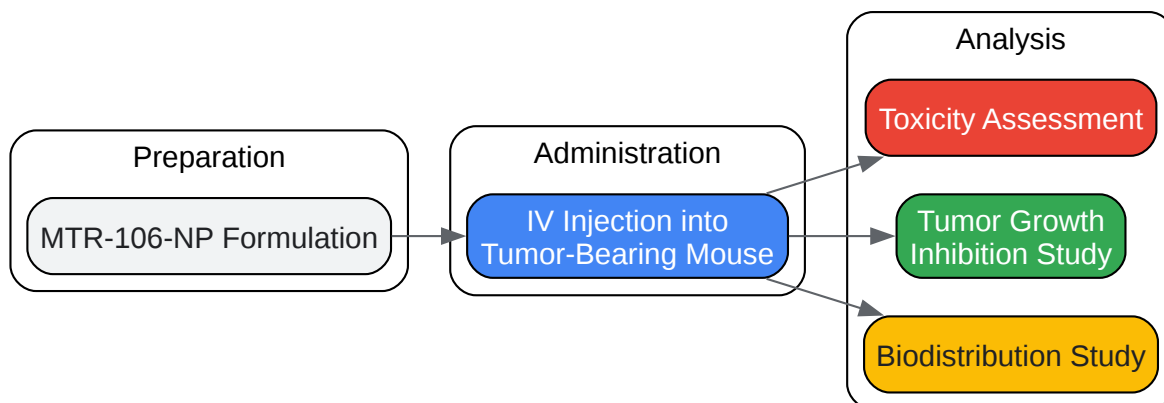 Preparation
MTR-106-NP Formulation
Administration
IV Injection into
Tumor-Bearing Mouse
Analysis
Toxicity Assessment
Tumor Growth
Inhibition Study
Biodistribution Study